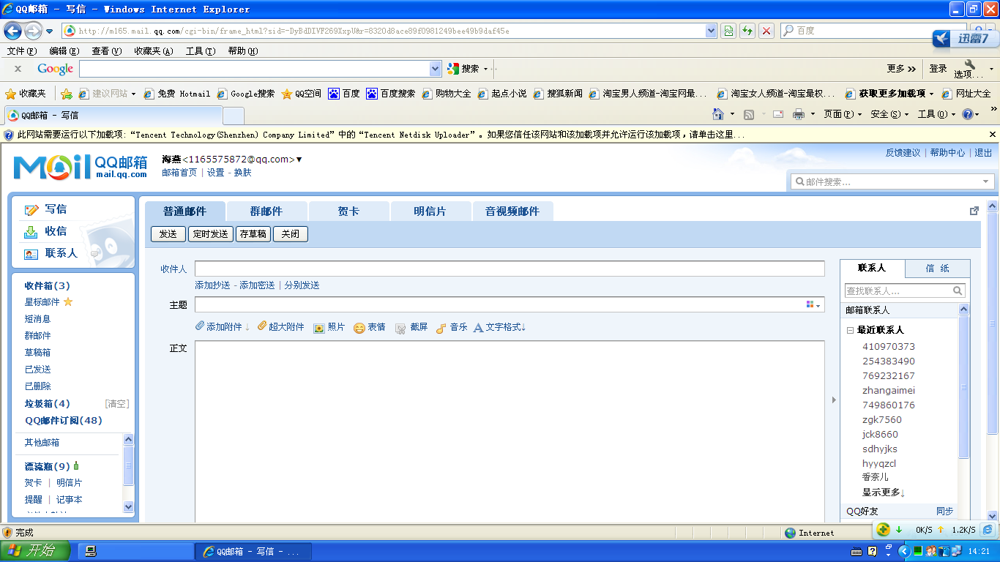 QQ邮箱 - 写信 - Windows Internet Explorer
http://m165.mail.qq.com/cgi-bin/frame_html?sid=-DyBdDIVF269XxpU&r=8320d8ace89f0981249bee49b9daf45e
百度
迅雷7
文件(F) 编辑(E) 查看(V) 收藏夹(A) 工具(T) 帮助(H)
x Google 搜索 更多 » 登录 选项...
收藏夹 建议网站 免费 Hotmail Google搜索 QQ空间 百度 百度搜索 购物大全 起点小说 搜狐新闻 淘宝男人频道-淘宝网最... 淘宝女人频道-淘宝最权... 获取更多加载项 网址大全
QQ邮箱 - 写信 页面(P) 安全(S) 工具(O)
此网站需要运行以下加载项:“Tencent Technology(Shenzhen) Company Limited”中的“Tencent Netdisk Uploader”。如果您信任该网站和该加载项并允许运行该加载项，请单击这里...
Mail QQ邮箱
mail.qq.com
海燕<1165575872@qq.com>▼
邮箱首页 | 设置 - 换肤
反馈建议 | 帮助中心 | 退出
邮件搜索...
写信
收信
联系人
收件箱(3)
星标邮件
短消息
群邮件
草稿箱
已发送
已删除
垃圾箱(4) [清空]
QQ邮件订阅(48)
其他邮箱
漂流瓶(9)
贺卡 | 明信片
提醒 | 记事本
普通邮件 群邮件 贺卡 明信片 音视频邮件
发送 定时发送 存草稿 关闭
收件人
添加抄送 - 添加密送 | 分别发送
主题
添加附件↓ 超大附件 照片 表情 截屏 音乐 文字格式↓
正文
联系人 信 纸
查找联系人...
邮箱联系人
最近联系人
410970373
254383490
769232167
zhangaimei
749860176
zgk7560
jck8660
sdhyjks
hyyqzcl
香奈儿
显示更多↓
QQ好友 同步
完成 Internet 0K/S 1.2K/S
开始 QQ邮箱 - 写信 - ... 14:21